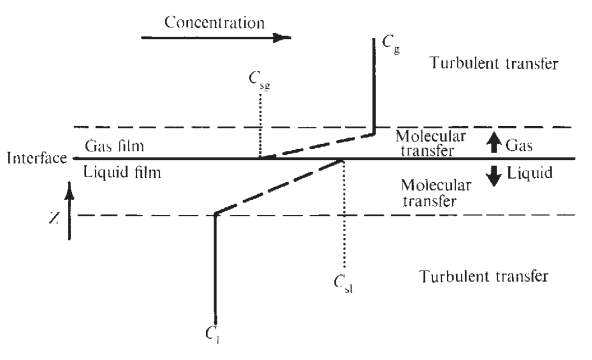 Concentration
C_g
Turbulent transfer
C_sg
Gas film
Molecular
transfer
Gas
Interface
Liquid film
Molecular
transfer
Liquid
Z
C_sl
Turbulent transfer
C_l